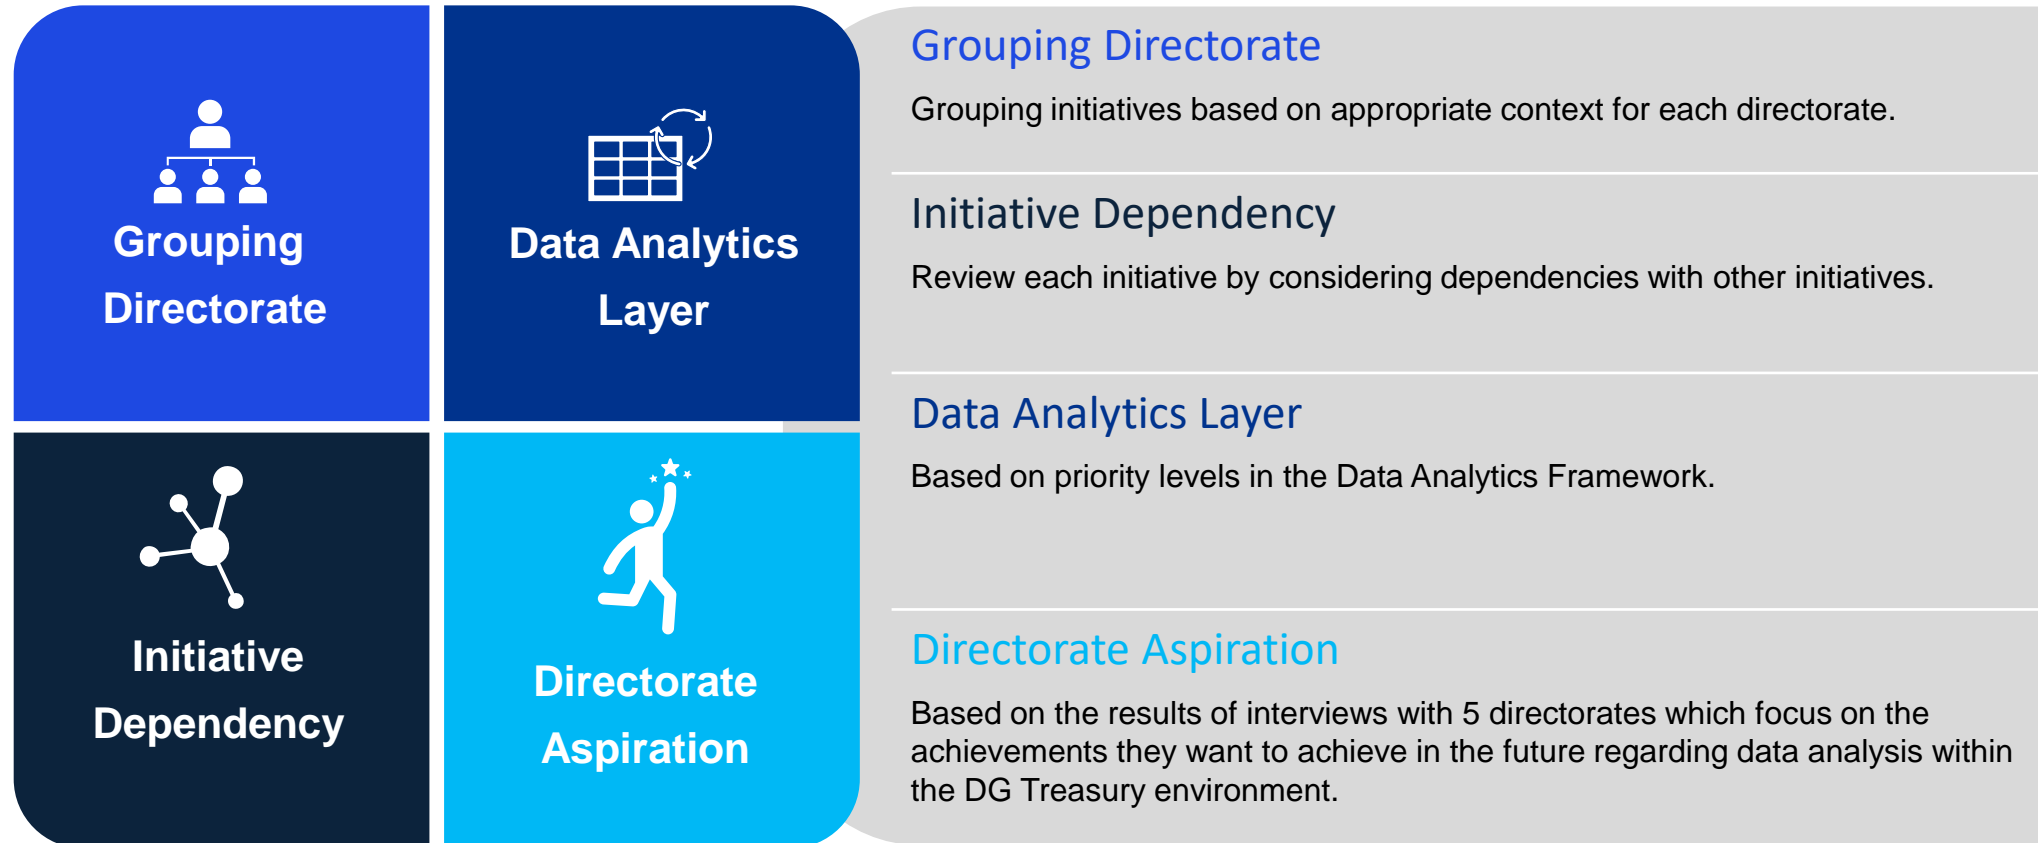 Grouping
Directorate
Data Analytics
Layer
Initiative
Dependency
Directorate
Aspiration
Grouping Directorate
Grouping initiatives based on appropriate context for each directorate.
Initiative Dependency
Review each initiative by considering dependencies with other initiatives.
Data Analytics Layer
Based on priority levels in the Data Analytics Framework.
Directorate Aspiration
Based on the results of interviews with 5 directorates which focus on the
achievements they want to achieve in the future regarding data analysis within
the DG Treasury environment.